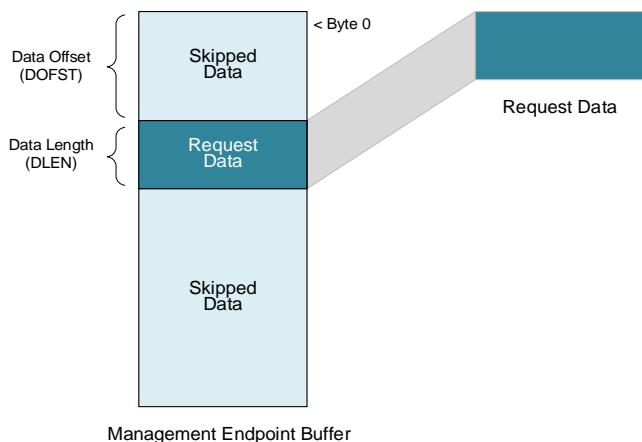 Data Offset
(DOFST)
Skipped
Data
< Byte 0
Request Data
Data Length
(DLEN)
Request
Data
Skipped
Data
Management Endpoint Buffer